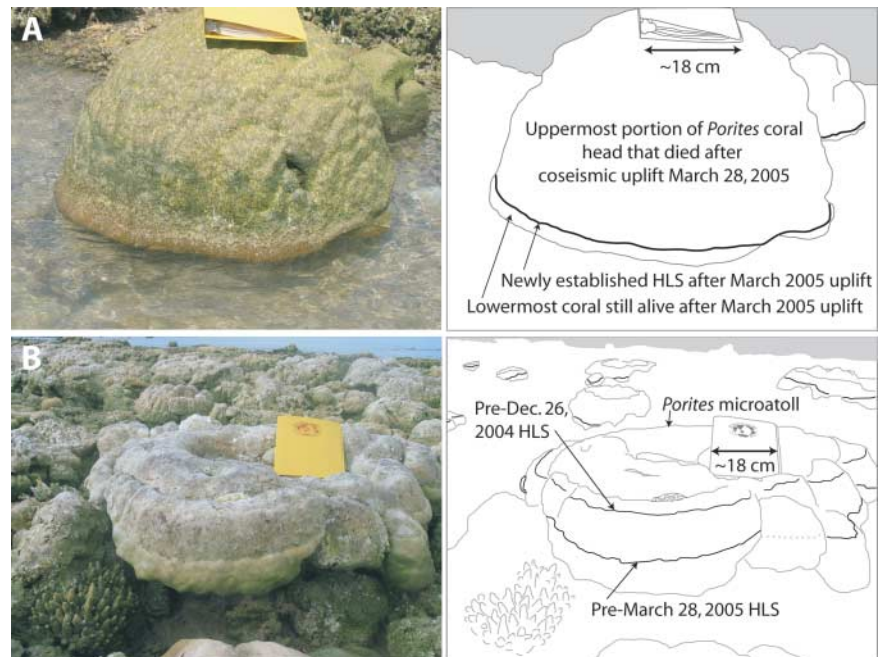 A
~18 cm
Uppermost portion of Porites coral
head that died after
coseismic uplift March 28, 2005
Newly established HLS after March 2005 uplift
Lowermost coral still alive after March 2005 uplift
B
Pre-Dec. 26,
2004 HLS
Porites microatoll
~18 cm
Pre-March 28, 2005 HLS